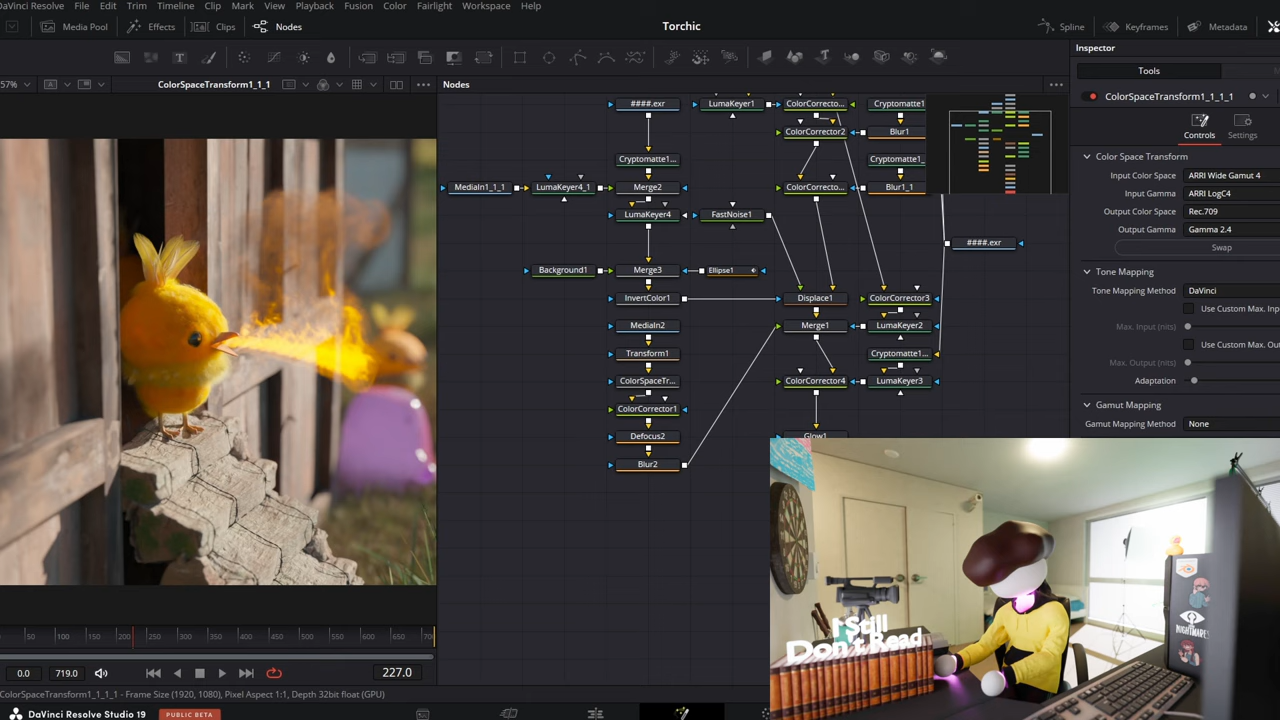 DaVinci Resolve File Edit Trim Timeline Clip Mark View Playback Fusion Color Fairlight Workspace Help
Media Pool Effects Clips Nodes Torchic Spline Keyframes Metadata
57% ColorSpaceTransform1_1_1 Nodes
Inspector
Tools
ColorSpaceTransform1_1_1_1
Controls Settings
Color Space Transform
Input Color Space ARRI Wide Gamut 4
Input Gamma ARRI LogC4
Output Color Space Rec.709
Output Gamma Gamma 2.4
Swap
Tone Mapping
Tone Mapping Method DaVinci
Use Custom Max. Inp
Max. Input (nits)
Use Custom Max. Ou
Max. Output (nits)
Adaptation
Gamut Mapping
Gamut Mapping Method None
####.exr LumaKeyer1 ColorCorrecto... Cryptomatte1
ColorCorrector2 Blur1
Cryptomatte1... Cryptomatte1_
MediaIn1_1_1 LumaKeyer4_1 Merge2 ColorCorrecto... Blur1_1
LumaKeyer4 FastNoise1
####.exr
Background1 Merge3 Ellipse1
InvertColor1 Displace1 ColorCorrector3
MediaIn2 Merge1 LumaKeyer2
Transform1 Cryptomatte1...
ColorSpaceTr... ColorCorrector4 LumaKeyer3
ColorCorrector1
Defocus2 Glow1
Blur2
50 100 150 200 250 300 350 400 450 500 550 600 650 70
0.0 719.0 227.0
ColorSpaceTransform1_1_1_1 - Frame Size (1920, 1080), Pixel Aspect 1:1, Depth 32bit float (GPU)
DaVinci Resolve Studio 19 PUBLIC BETA
I Still
Don't Read
NIGHTMARES